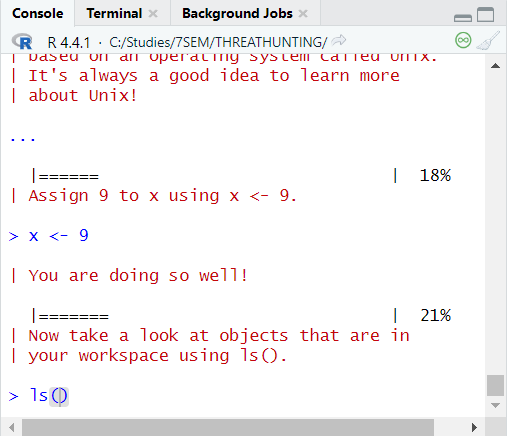 Console Terminal × Background Jobs ×
R R 4.4.1 · C:/Studies/7SEM/THREATHUNTING/
| based on an operating system called Unix.
| It's always a good idea to learn more
| about Unix!
...
|====== | 18%
| Assign 9 to x using x <- 9.
> x <- 9
| You are doing so well!
|======= | 21%
| Now take a look at objects that are in
| your workspace using ls().
> ls()